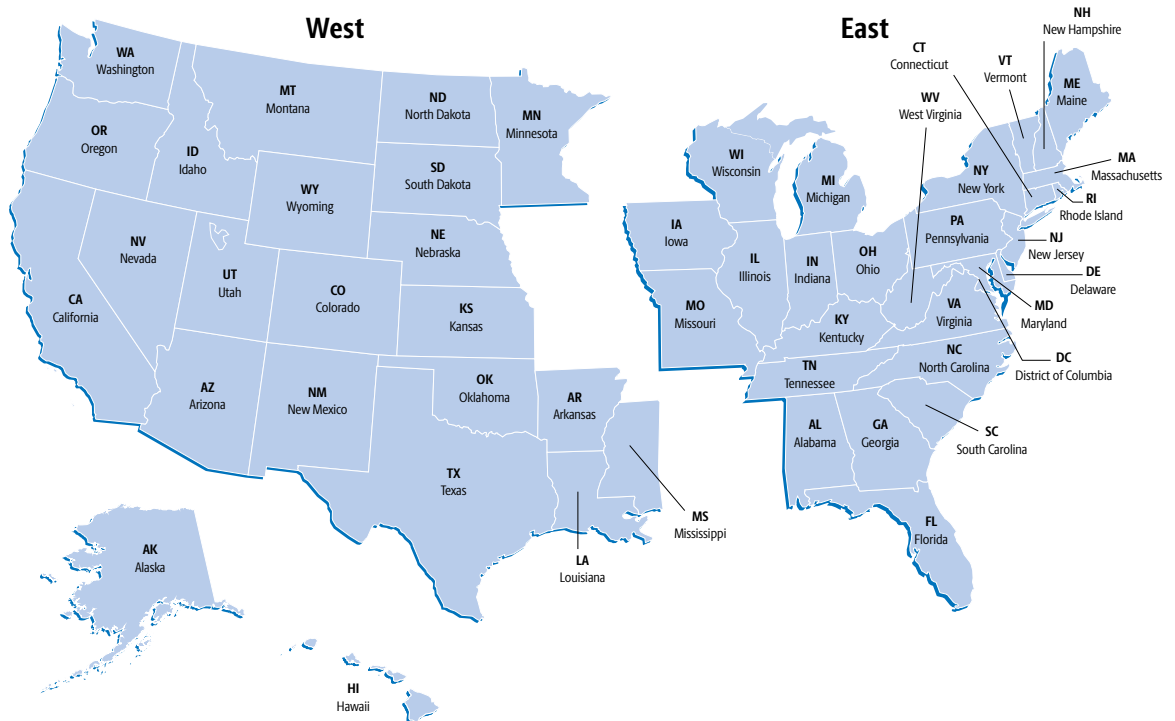 West
East
WA
Washington
OR
Oregon
ID
Idaho
MT
Montana
WY
Wyoming
ND
North Dakota
SD
South Dakota
NE
Nebraska
MN
Minnesota
CA
California
NV
Nevada
UT
Utah
CO
Colorado
KS
Kansas
AZ
Arizona
NM
New Mexico
OK
Oklahoma
TX
Texas
AR
Arkansas
LA
Louisiana
MS
Mississippi
AK
Alaska
HI
Hawaii
NH
New Hampshire
CT
Connecticut
VT
Vermont
ME
Maine
WV
West Virginia
WI
Wisconsin
MI
Michigan
NY
New York
MA
Massachusetts
RI
Rhode Island
IA
Iowa
IL
Illinois
IN
Indiana
OH
Ohio
PA
Pennsylvania
NJ
New Jersey
DE
Delaware
MO
Missouri
KY
Kentucky
VA
Virginia
MD
Maryland
TN
Tennessee
NC
North Carolina
DC
District of Columbia
AL
Alabama
GA
Georgia
SC
South Carolina
FL
Florida